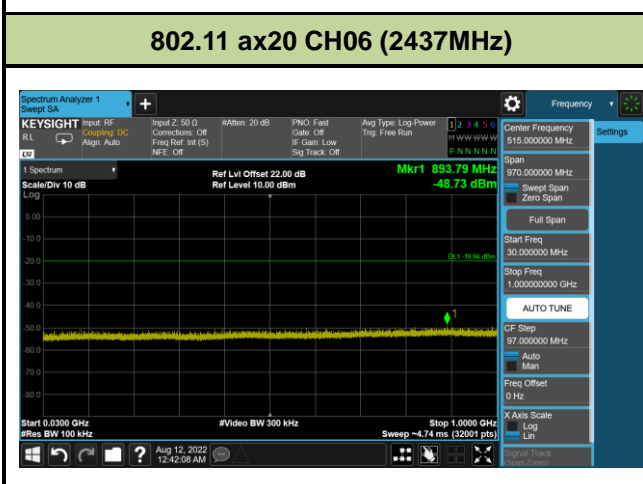 802.11 ax20 CH06 (2437MHz)
Spectrum Analyzer 1
Swept SA
Frequency
KEYSIGHT
RL
Input: RF
Coupling: DC
Align: Auto
Input Z: 50 Ω
Corrections: Off
Freq Ref: Int (S)
NFE: Off
#Atten: 20 dB
PNO: Fast
Gate: Off
IF Gain: Low
Sig Track: Off
Avg Type: Log-Power
Trig: Free Run
1 2 3 4 5 6
M W W W W W
P N N N N N
Center Frequency
515.000000 MHz
Settings
Span
970.000000 MHz
Swept Span
Zero Span
Full Span
Start Freq
30.000000 MHz
Stop Freq
1.000000000 GHz
AUTO TUNE
CF Step
97.000000 MHz
Auto
Man
Freq Offset
0 Hz
X Axis Scale
Log
Lin
Signal Track
(Span Zoom)
1 Spectrum
Scale/Div 10 dB
Log
Ref Lvl Offset 22.00 dB
Ref Level 10.00 dBm
Mkr1 893.79 MHz
-48.73 dBm
0.00
-10.0
-20.0
DL1 -19.94 dBm
-30.0
-40.0
1
-50.0
-60.0
-70.0
-80.0
Start 0.0300 GHz
#Res BW 100 kHz
#Video BW 300 kHz
Stop 1.0000 GHz
Sweep ~4.74 ms (32001 pts)
?
Aug 12, 2022
12:42:08 AM